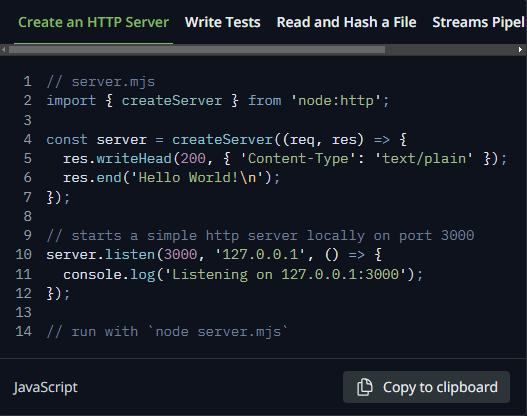 Create an HTTP Server Write Tests Read and Hash a File Streams Pipel
1 // server.mjs
2 import { createServer } from 'node:http';
3
4 const server = createServer((req, res) => {
5   res.writeHead(200, { 'Content-Type': 'text/plain' });
6   res.end('Hello World!\n');
7 });
8
9 // starts a simple http server locally on port 3000
10 server.listen(3000, '127.0.0.1', () => {
11   console.log('Listening on 127.0.0.1:3000');
12 });
13
14 // run with `node server.mjs`
JavaScript Copy to clipboard